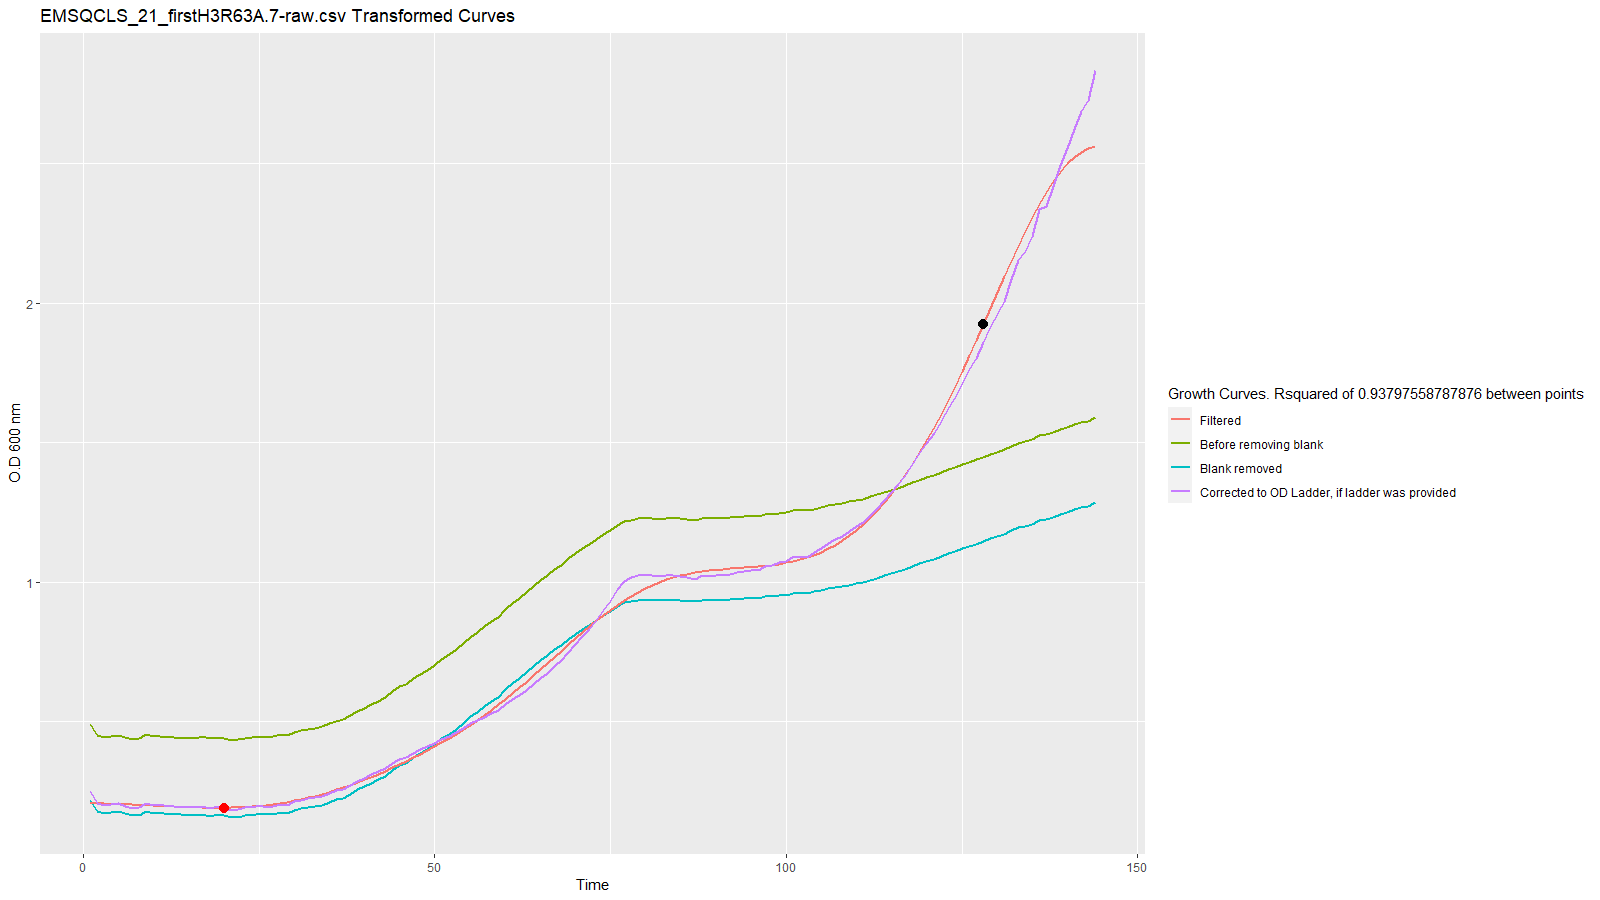 EMSQCLS_21_firstH3R63A.7-raw.csv Transformed Curves
O.D 600 nm
2
1
0
50
100
150
Time
Growth Curves. Rsquared of 0.93797558787876 between points
Filtered
Before removing blank
Blank removed
Corrected to OD Ladder, if ladder was provided